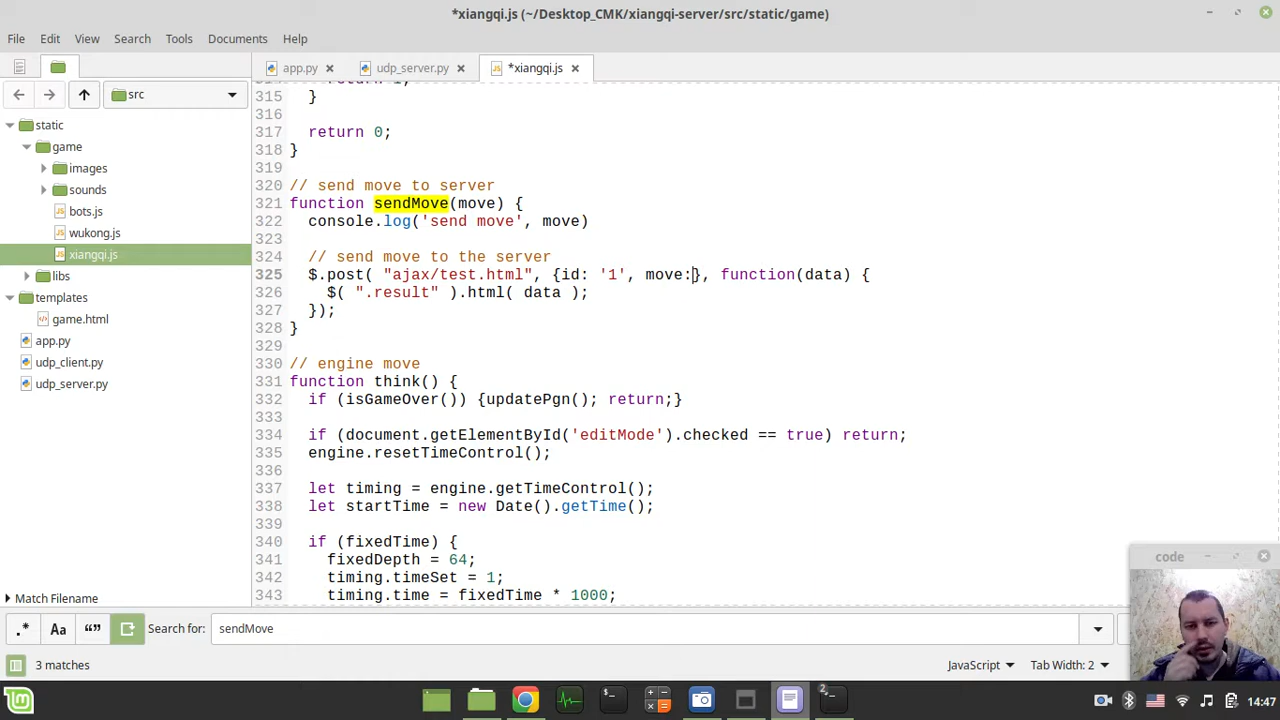 *xiangqi.js (~/Desktop_CMK/xiangqi-server/src/static/game)
File Edit View Search Tools Documents Help
app.py udp_server.py *xiangqi.js
src
static
game
images
sounds
bots.js
wukong.js
xiangqi.js
libs
templates
game.html
app.py
udp_client.py
udp_server.py
Match Filename
315 }
316
317 return 0;
318 }
319
320 // send move to server
321 function sendMove(move) {
322 console.log('send move', move)
323
324 // send move to the server
325 $.post( "ajax/test.html", {id: '1', move:}, function(data) {
326 $( ".result" ).html( data );
327 });
328 }
329
330 // engine move
331 function think() {
332 if (isGameOver()) {updatePgn(); return;}
333
334 if (document.getElementById('editMode').checked == true) return;
335 engine.resetTimeControl();
336
337 let timing = engine.getTimeControl();
338 let startTime = new Date().getTime();
339
340 if (fixedTime) {
341 fixedDepth = 64;
342 timing.timeSet = 1;
343 timing.time = fixedTime * 1000;
code
.* Aa “” Search for: sendMove
3 matches JavaScript Tab Width: 2
14:47